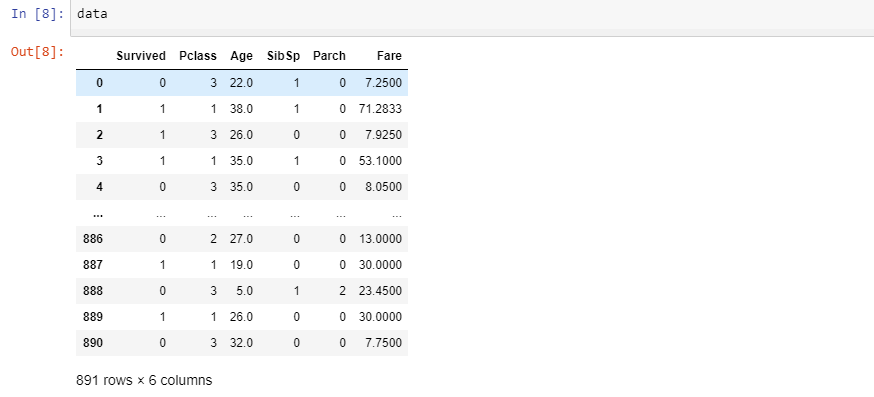 In [8]: data
Out[8]:
Survived Pclass Age SibSp Parch Fare
0 0 3 22.0 1 0 7.2500
1 1 1 38.0 1 0 71.2833
2 1 3 26.0 0 0 7.9250
3 1 1 35.0 1 0 53.1000
4 0 3 35.0 0 0 8.0500
... ... ... ... ... ... ...
886 0 2 27.0 0 0 13.0000
887 1 1 19.0 0 0 30.0000
888 0 3 5.0 1 2 23.4500
889 1 1 26.0 0 0 30.0000
890 0 3 32.0 0 0 7.7500
891 rows × 6 columns